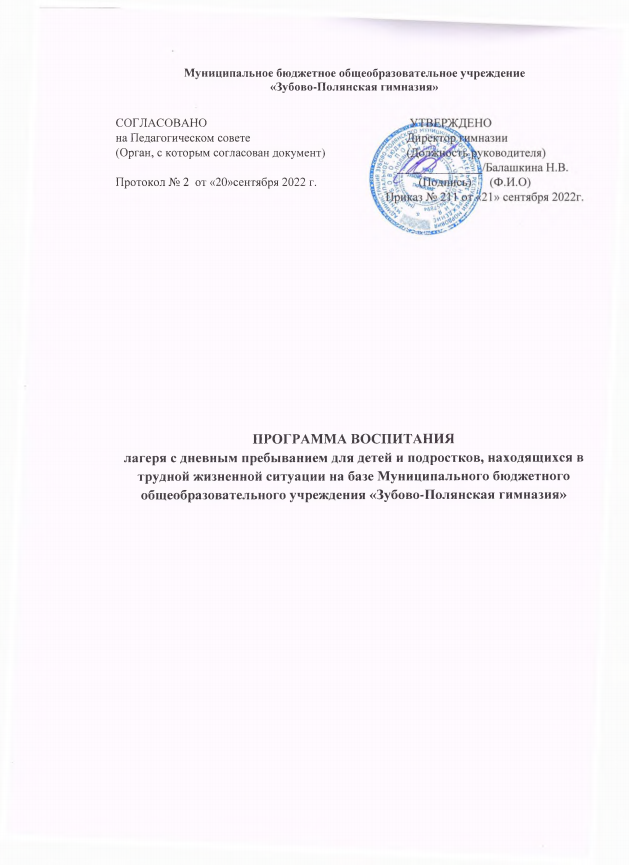 Муниципальное бюджетное общеобразовательное учреждение
«Зубово-Полянская гимназия»
СОГЛАСОВАНО
на Педагогическом совете
(Орган, с которым согласован документ)
Протокол № 2 от «20»сентября 2022 г.
УТВЕРЖДЕНО
Директор гимназии
(Должность руководителя)
/Балашкина Н.В.
(Подпись) (Ф.И.О)
Приказ № 211 от «21» сентября 2022г.
ПРОГРАММА ВОСПИТАНИЯ
лагеря с дневным пребыванием для детей и подростков, находящихся в
трудной жизненной ситуации на базе Муниципального бюджетного
общеобразовательного учреждения «Зубово-Полянская гимназия»